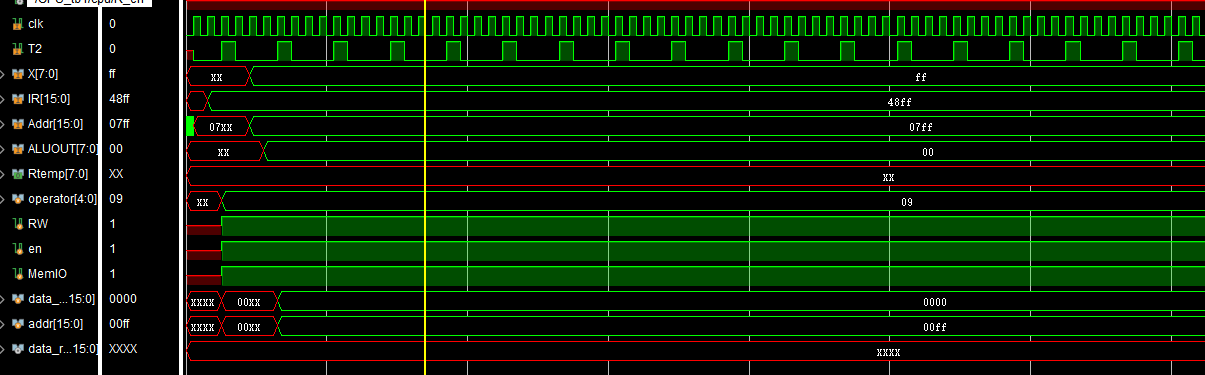 /CPU_tb1/cpu/R_en
clk 0
T2 0
X[7:0] ff xx ff
IR[15:0] 48ff 48ff
Addr[15:0] 07ff 07xx 07ff
ALUOUT[7:0] 00 xx 00
Rtemp[7:0] XX xx
operator[4:0] 09 xx 09
RW 1
en 1
MemIO 1
data_...15:0] 0000 xxxx 00xx 0000
addr[15:0] 00ff xxxx 00xx 00ff
data_r...15:0] XXXX xxxx